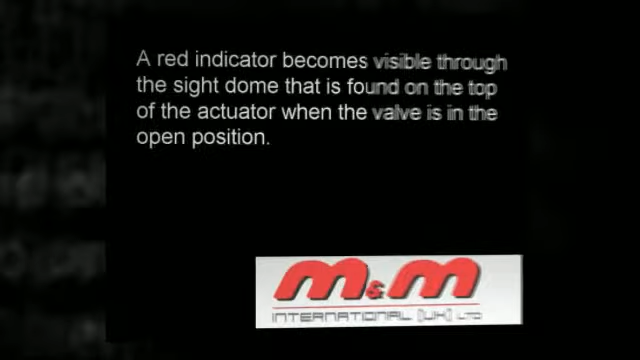 A red indicator becomes visible through
the sight dome that is found on the top
of the actuator when the valve is in the
open position.
m&m
INTERNATIONAL (UK) LTD